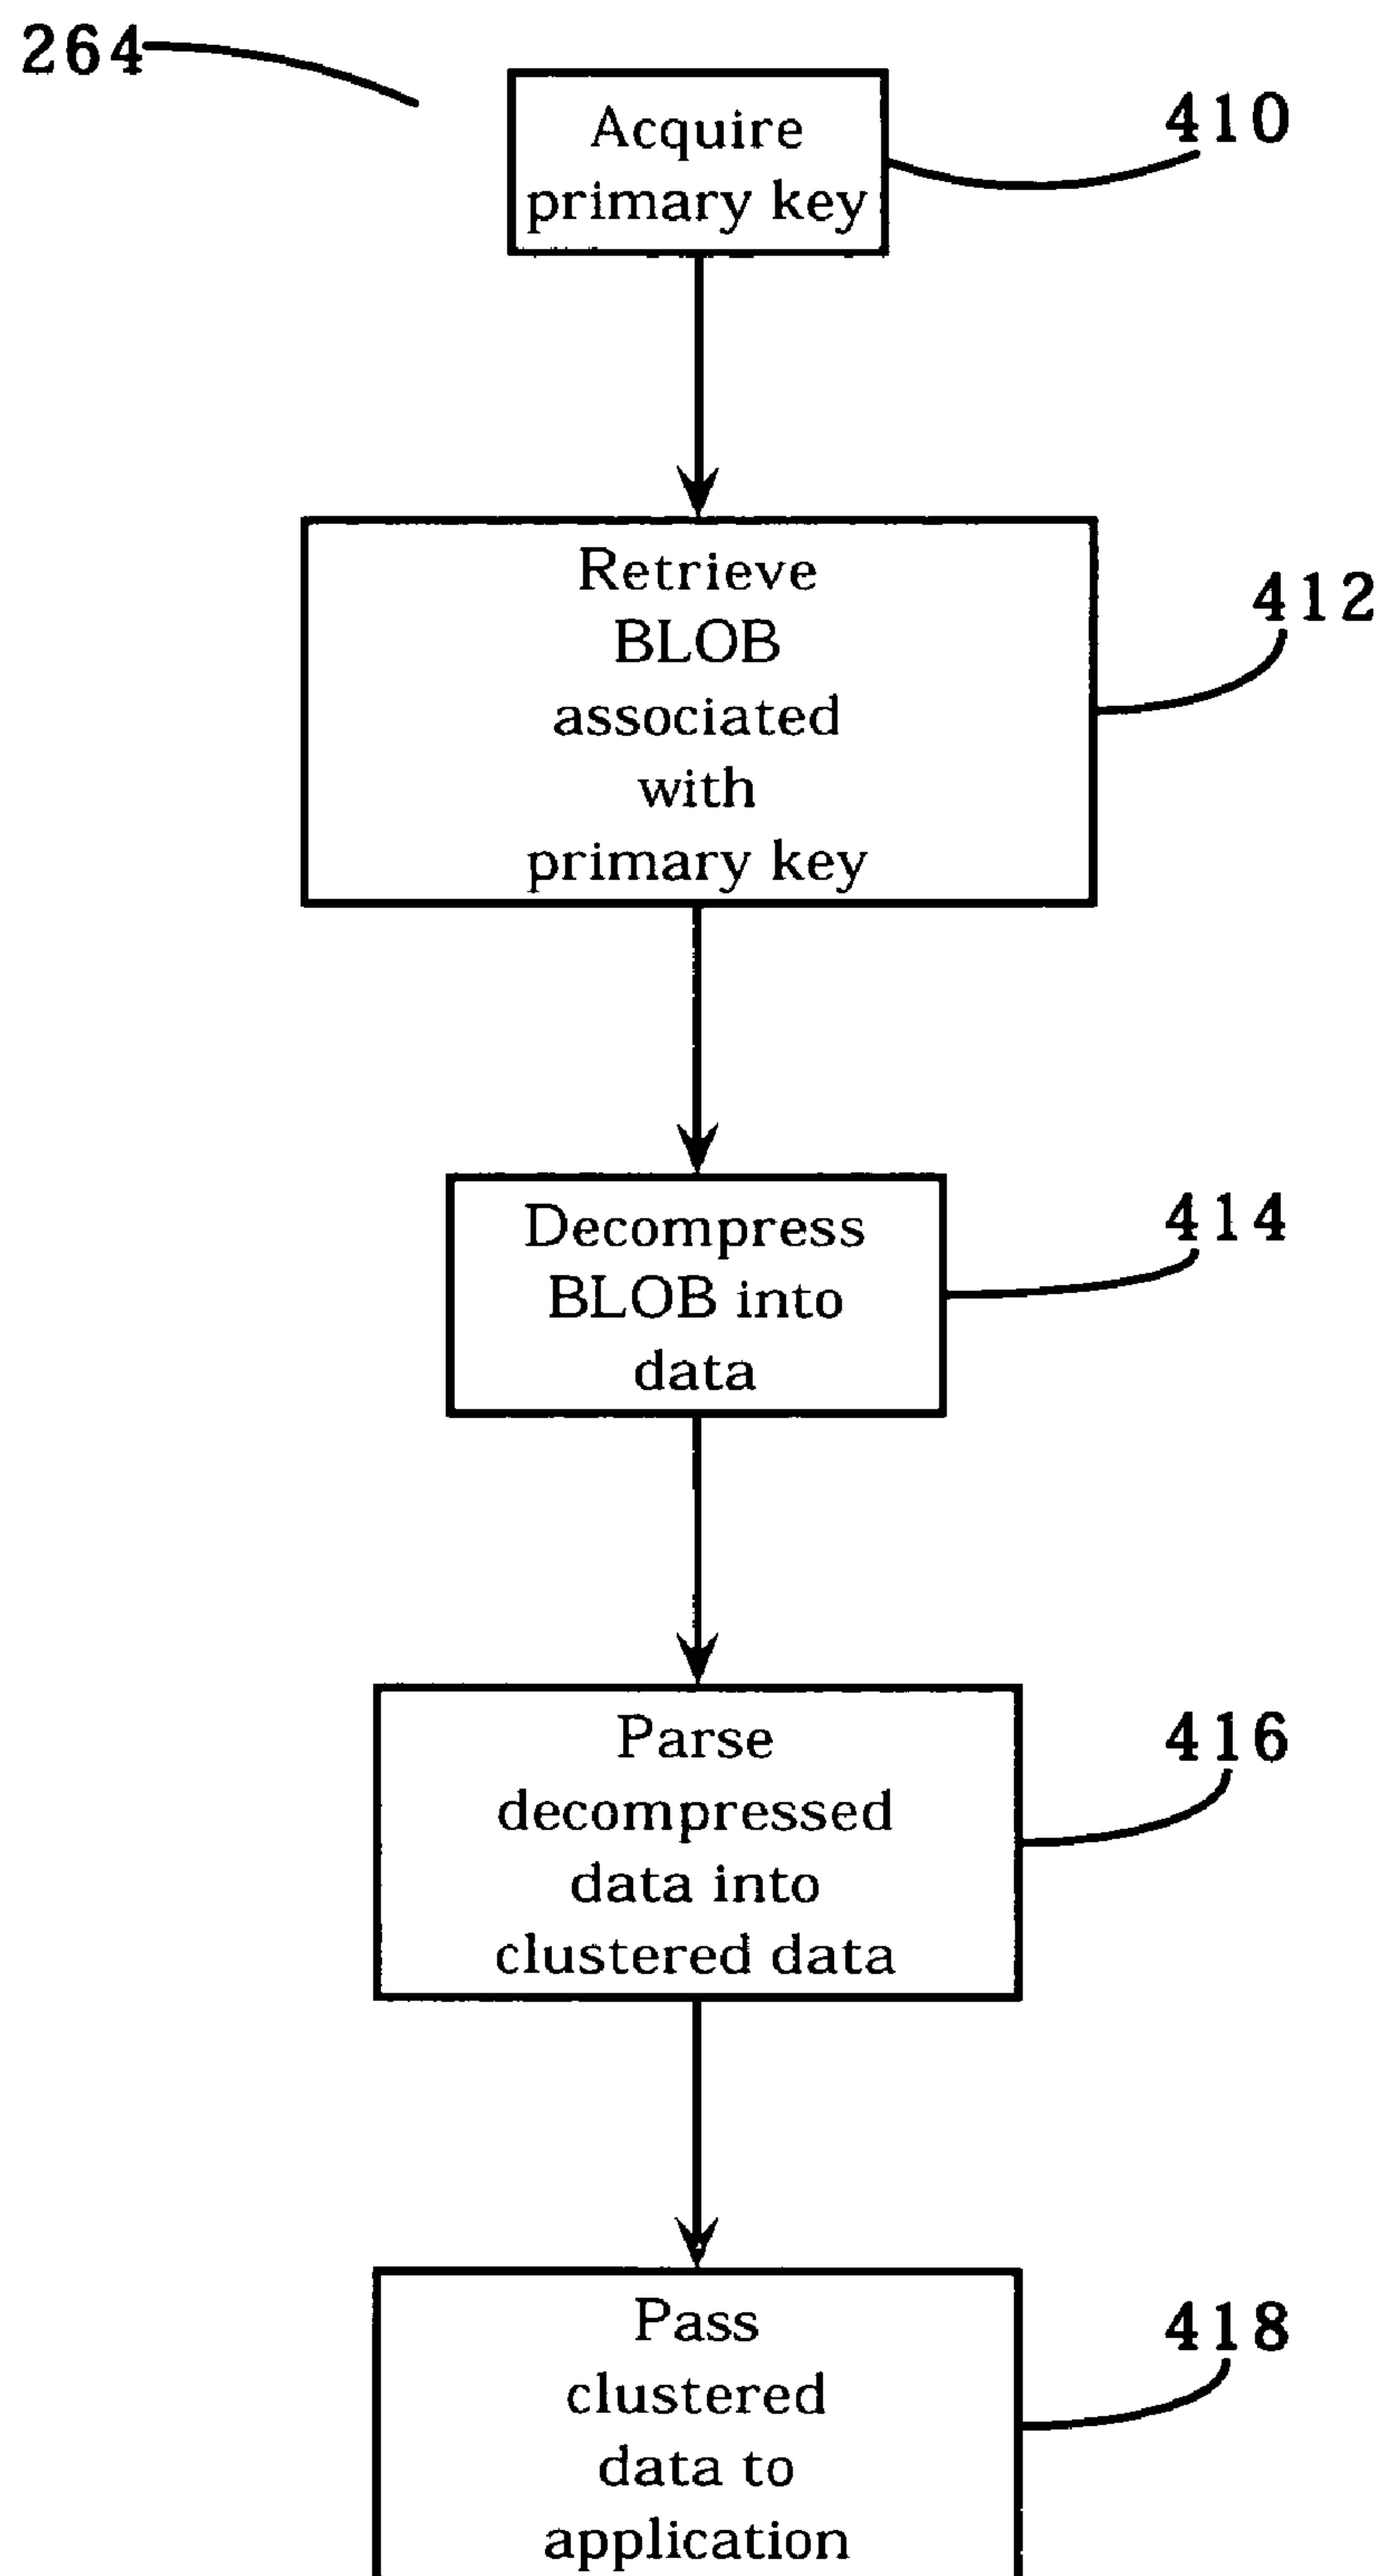 264
Acquire
primary key
410
Retrieve
BLOB
associated
with
primary key
412
Decompress
BLOB into
data
414
Parse
decompressed
data into
clustered data
416
Pass
clustered
data to
application
418